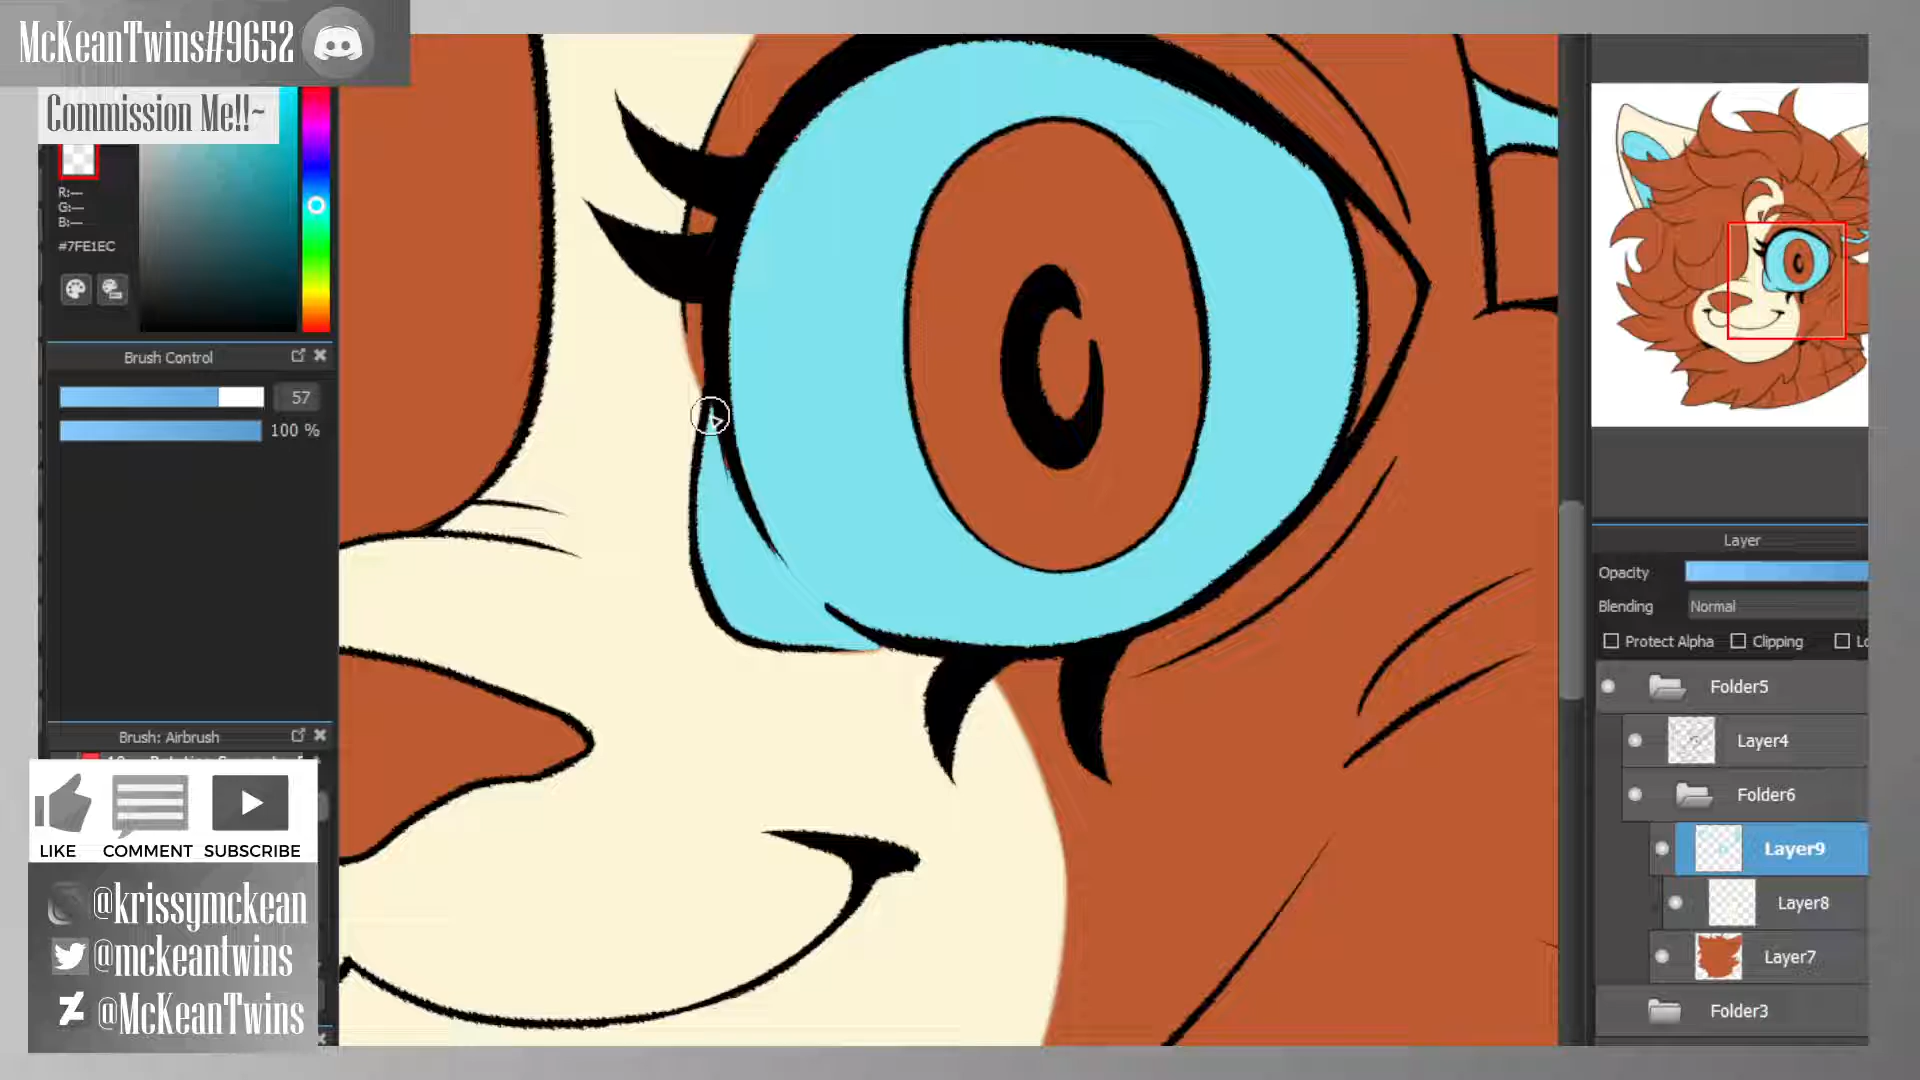 McKeanTwins#9652
Commission Me!!~
R:---
G:---
B:---
#7FE1EC
Brush Control
57
100 %
Brush: Airbrush
LIKE COMMENT SUBSCRIBE
@krissymckean
@mckeantwins
@McKeanTwins
Layer
Opacity
Blending Normal
Protect Alpha Clipping
Folder5
Layer4
Folder6
Layer9
Layer8
Layer7
Folder3